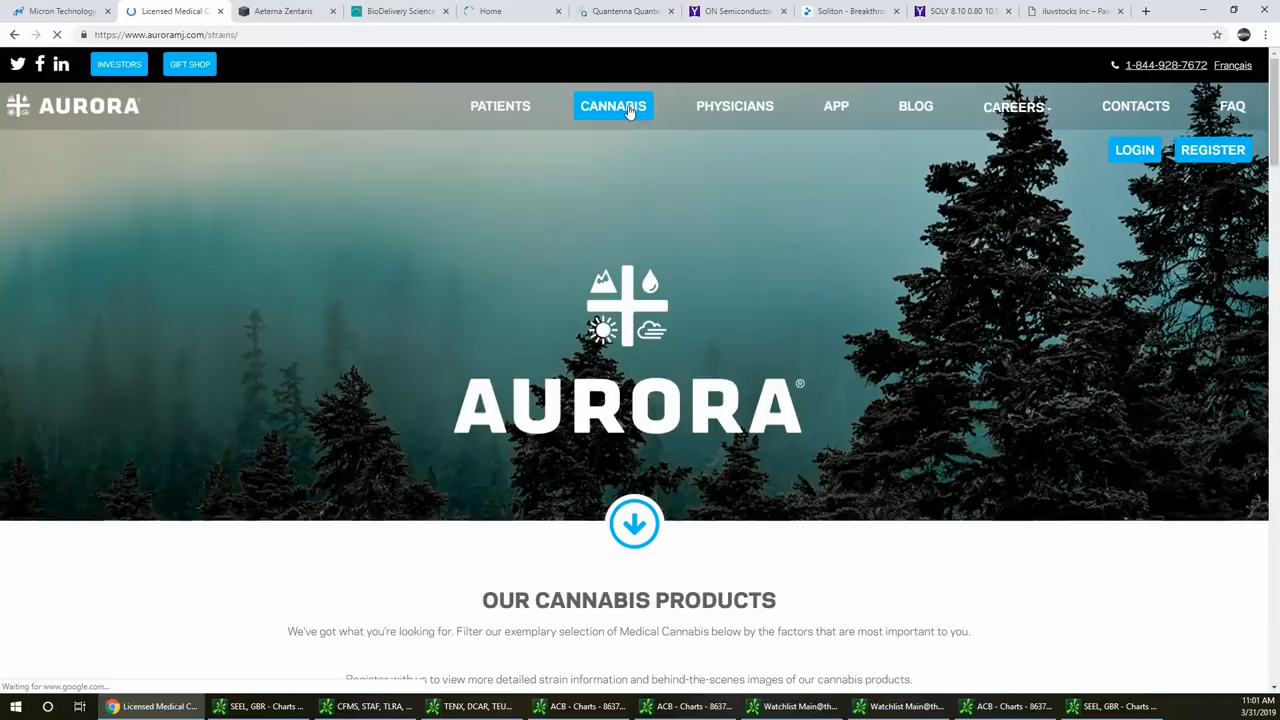 Micron Technology
Licensed Medical C
Aeterna Zentaris
BioDelivery Science
Home
Quantenna Quante
ON Semiconducto
Soliton - Breakthro
SOLY 8.10 0.80 10.9
iluvstocks Inc – Pas
https://www.auroramj.com/strains/
INVESTORS
GIFT SHOP
1-844-928-7672
Français
AURORA
PATIENTS
CANNABIS
PHYSICIANS
APP
BLOG
CAREERS
CONTACTS
FAQ
LOGIN
REGISTER
AURORA®
OUR CANNABIS PRODUCTS
We've got what you're looking for. Filter our exemplary selection of Medical Cannabis below by the factors that are most important to you.
Register with us to view more detailed strain information and behind-the-scenes images of our cannabis products.
Waiting for www.google.com...
Licensed Medical C...
SEEL, GBR - Charts ...
CFMS, STAF, TLRA, ...
TENX, DCAR, TEU...
ACB - Charts - 8637...
ACB - Charts - 8637...
Watchlist Main@th...
Watchlist Main@th...
ACB - Charts - 8637...
SEEL, GBR - Charts ...
11:01 AM
3/31/2019